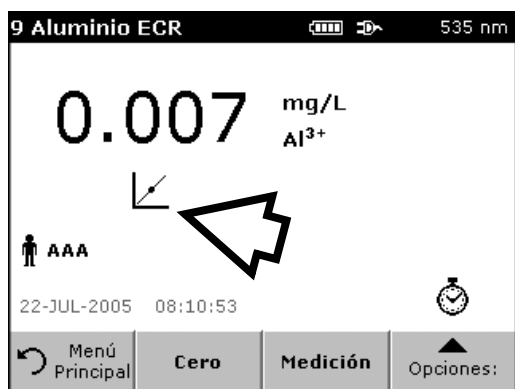 9 Aluminio ECR 535 nm
0.007 mg/L
Al³⁺
AAA
22-JUL-2005 08:10:53
Menú Principal Cero Medición Opciones: